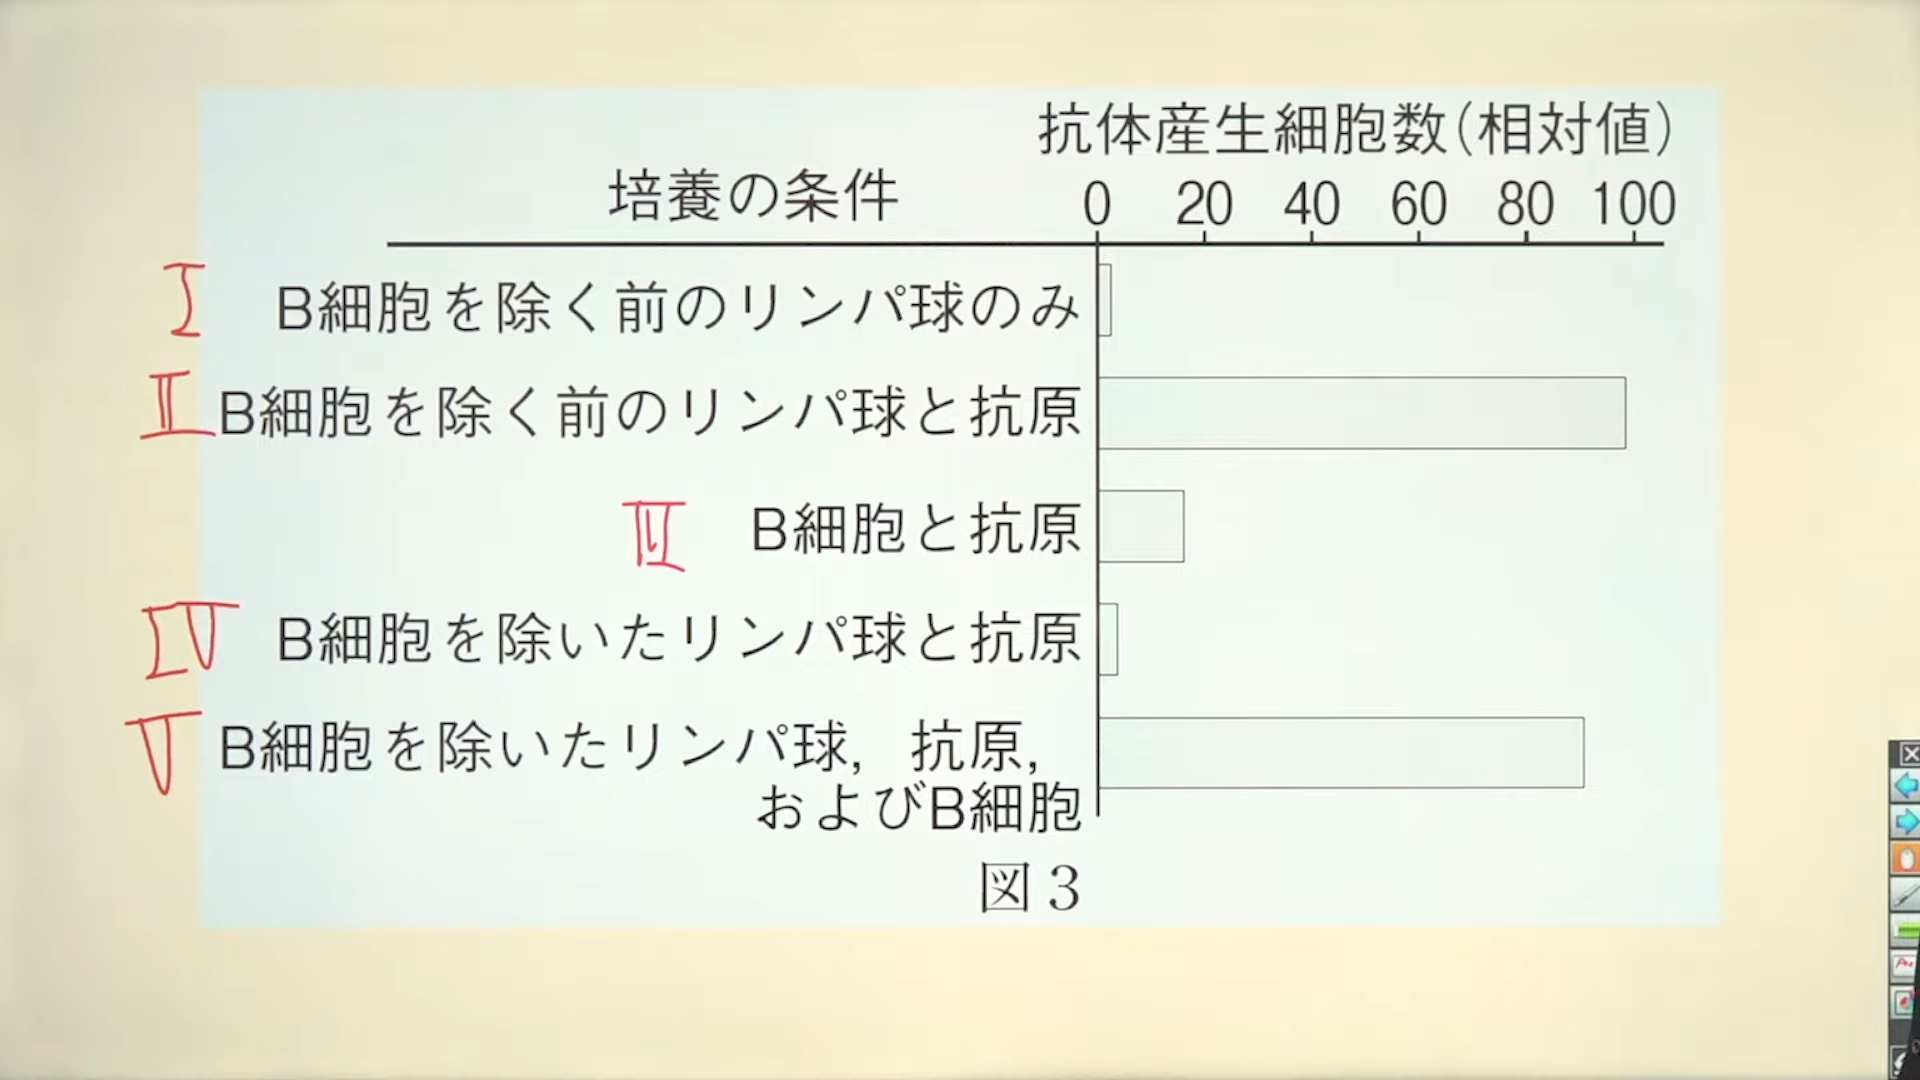 抗体産生細胞数(相対値)
培養の条件
0 20 40 60 80 100
I B細胞を除く前のリンパ球のみ
II B細胞を除く前のリンパ球と抗原
III B細胞と抗原
IV B細胞を除いたリンパ球と抗原
V B細胞を除いたリンパ球, 抗原,
およびB細胞
図3